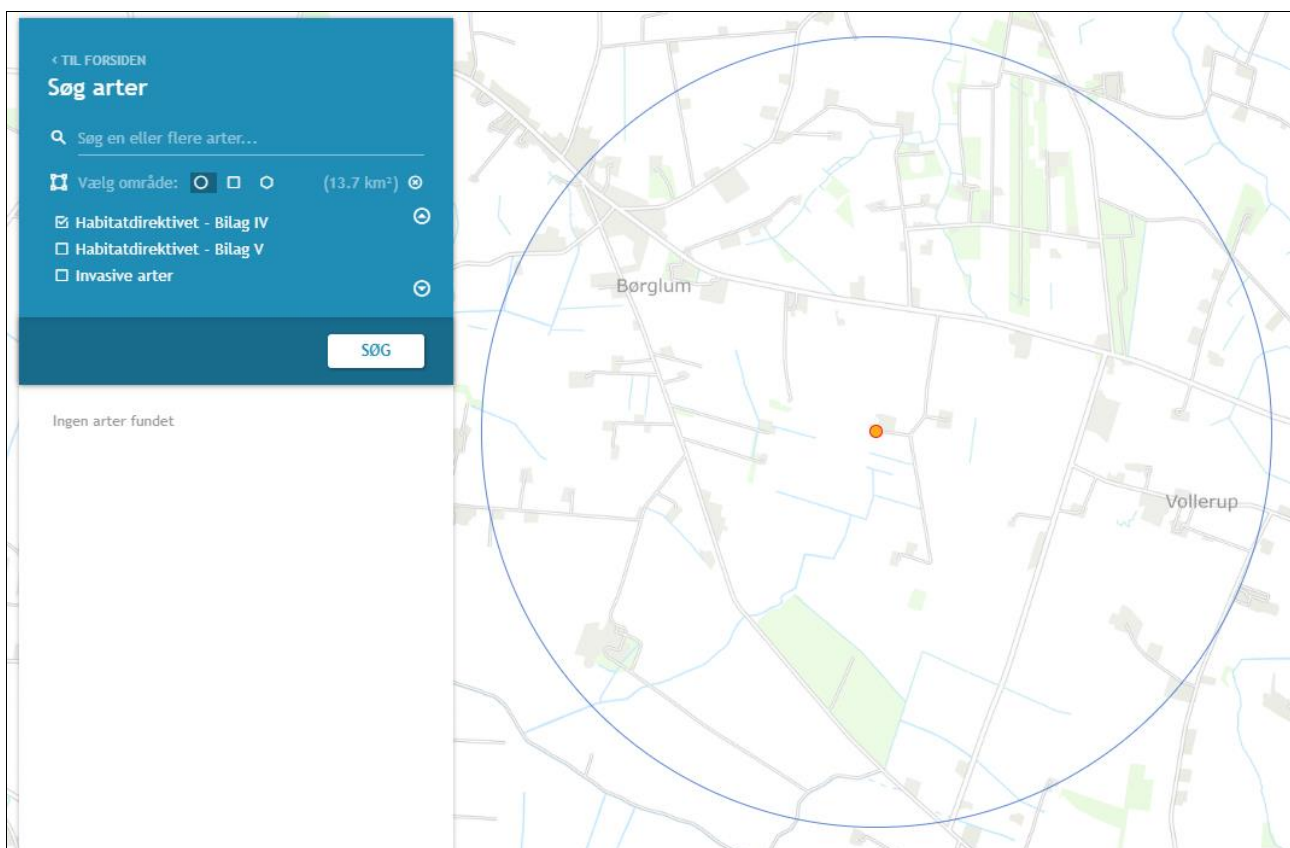 ‹ TIL FORSIDEN
Søg arter
Søg en eller flere arter...
Vælg område: (13.7 km²)
Habitatdirektivet - Bilag IV
Habitatdirektivet - Bilag V
Invasive arter
SØG
Ingen arter fundet
Børglum
Vollerup